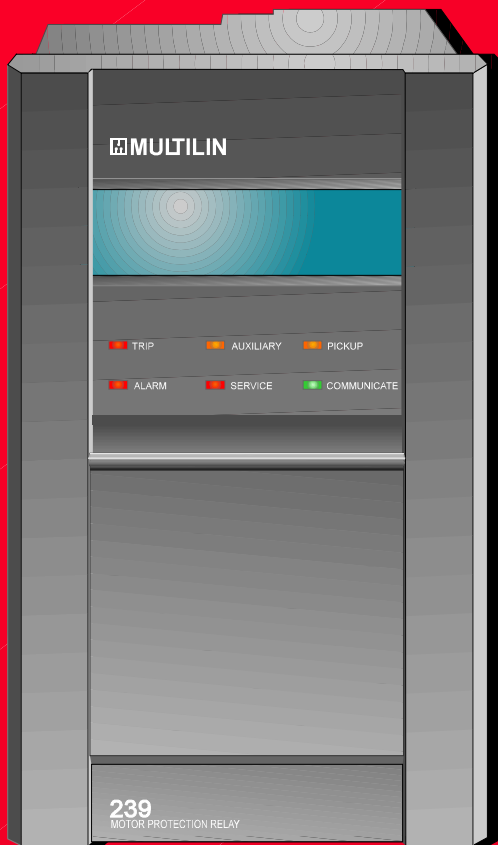 MULTILIN
TRIP AUXILIARY PICKUP
ALARM SERVICE COMMUNICATE
239
MOTOR PROTECTION RELAY